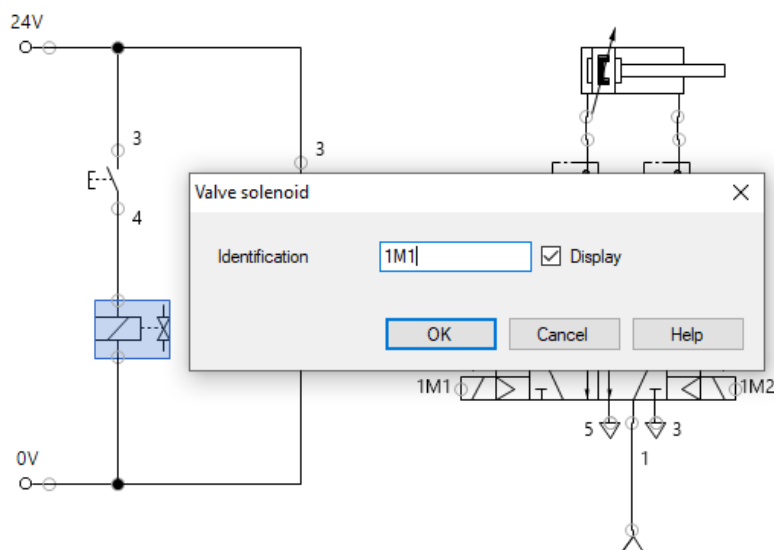 24V
3
3
4
Valve solenoid
Identification
1M1
Display
OK
Cancel
Help
1M1
1M2
5
3
1
0V